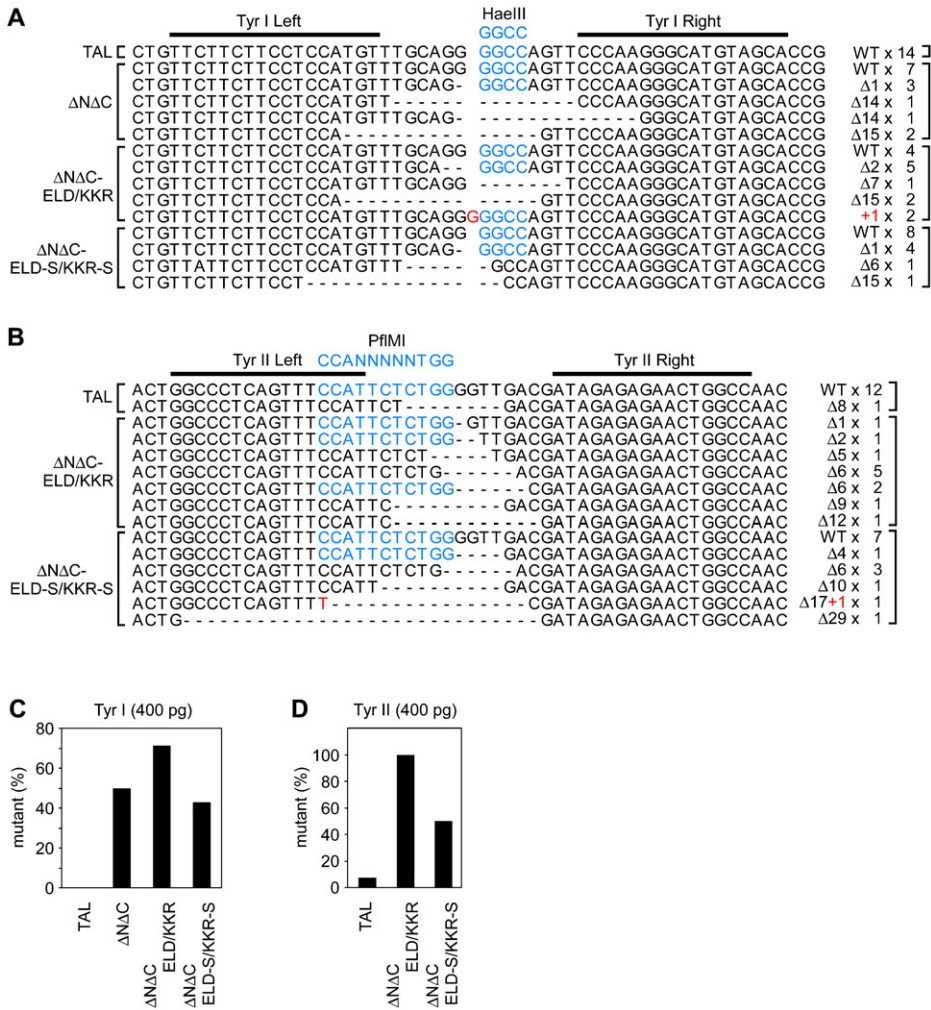 A
Tyr I Left
HaeIII
Tyr I Right
GGCC
TAL CTGTTCTTCTTCCTCCATGTTTGCAGG GGCCAGTTCCCAAGGGCATGTAGCACCG WT x 14
ΔNΔC
CTGTTCTTCTTCCTCCATGTTTGCAGG GGCCAGTTCCCAAGGGCATGTAGCACCG WT x 7
CTGTTCTTCTTCCTCCATGTTTGCAG- GGCCAGTTCCCAAGGGCATGTAGCACCG Δ1 x 3
CTGTTCTTCTTCCTCCATGTT------ --------CCCAAGGGCATGTAGCACCG Δ14 x 1
CTGTTCTTCTTCCTCCATGTTTGCAG- -------------GGGCATGTAGCACCG Δ14 x 1
CTGTTCTTCTTCCTCCA---------- -----GTTCCCAAGGGCATGTAGCACCG Δ15 x 2
ΔNΔC-
ELD/KKR
CTGTTCTTCTTCCTCCATGTTTGCAGG GGCCAGTTCCCAAGGGCATGTAGCACCG WT x 4
CTGTTCTTCTTCCTCCATGTTTGCA-- GGCCAGTTCCCAAGGGCATGTAGCACCG Δ2 x 5
CTGTTCTTCTTCCTCCATGTTTGCAGG -------TCCCAAGGGCATGTAGCACCG Δ7 x 1
CTGTTCTTCTTCCTCCA---------- -----GTTCCCAAGGGCATGTAGCACCG Δ15 x 2
CTGTTCTTCTTCCTCCATGTTTGCAGGGGGCCAGTTCCCAAGGGCATGTAGCACCG +1 x 2
ΔNΔC-
ELD-S/KKR-S
CTGTTCTTCTTCCTCCATGTTTGCAGG GGCCAGTTCCCAAGGGCATGTAGCACCG WT x 8
CTGTTCTTCTTCCTCCATGTTTGCAG- GGCCAGTTCCCAAGGGCATGTAGCACCG Δ1 x 4
CTGTTATTCTTCCTCCATGTTT----- -GCCAGTTCCCAAGGGCATGTAGCACCG Δ6 x 1
CTGTTCTTCTTCCT------------- --CCAGTTCCCAAGGGCATGTAGCACCG Δ15 x 1
B
PflMI
Tyr II Left
CCANNNNNTGG
Tyr II Right
TAL
ACTGGCCCTCAGTTTCCATTCTCTGGGGTTGACGATAGAGAGAACTGGCCAAC WT x 12
ACTGGCCCTCAGTTTCCATTCT--------GACGATAGAGAGAACTGGCCAAC Δ8 x 1
ΔNΔC-
ELD/KKR
ACTGGCCCTCAGTTTCCATTCTCTGG-GTTGACGATAGAGAGAACTGGCCAAC Δ1 x 1
ACTGGCCCTCAGTTTCCATTCTCTGG--TTGACGATAGAGAGAACTGGCCAAC Δ2 x 1
ACTGGCCCTCAGTTTCCATTCTCT-----TGACGATAGAGAGAACTGGCCAAC Δ5 x 1
ACTGGCCCTCAGTTTCCATTCTCTG------ACGATAGAGAGAACTGGCCAAC Δ6 x 5
ACTGGCCCTCAGTTTCCATTCTCTGG------CGATAGAGAGAACTGGCCAAC Δ6 x 2
ACTGGCCCTCAGTTTCCATTC---------GACGATAGAGAGAACTGGCCAAC Δ9 x 1
ACTGGCCCTCAGTTTCCATTC------------GATAGAGAGAACTGGCCAAC Δ12 x 1
ΔNΔC-
ELD-S/KKR-S
ACTGGCCCTCAGTTTCCATTCTCTGGGGTTGACGATAGAGAGAACTGGCCAAC WT x 7
ACTGGCCCTCAGTTTCCATTCTCTGG----GACGATAGAGAGAACTGGCCAAC Δ4 x 1
ACTGGCCCTCAGTTTCCATTCTCTG------ACGATAGAGAGAACTGGCCAAC Δ6 x 3
ACTGGCCCTCAGTTTCCATT----------GACGATAGAGAGAACTGGCCAAC Δ10 x 1
ACTGGCCCTCAGTTTT----------------CGATAGAGAGAACTGGCCAAC Δ17+1 x 1
ACTG-----------------------------GATAGAGAGAACTGGCCAAC Δ29 x 1
C
Tyr I (400 pg)
mutant (%)
80
60
40
20
0
TAL
ΔNΔC
ΔNΔC
ELD/KKR
ΔNΔC
ELD-S/KKR-S
D
Tyr II (400 pg)
mutant (%)
100
80
60
40
20
0
TAL
ΔNΔC
ELD/KKR
ΔNΔC
ELD-S/KKR-S